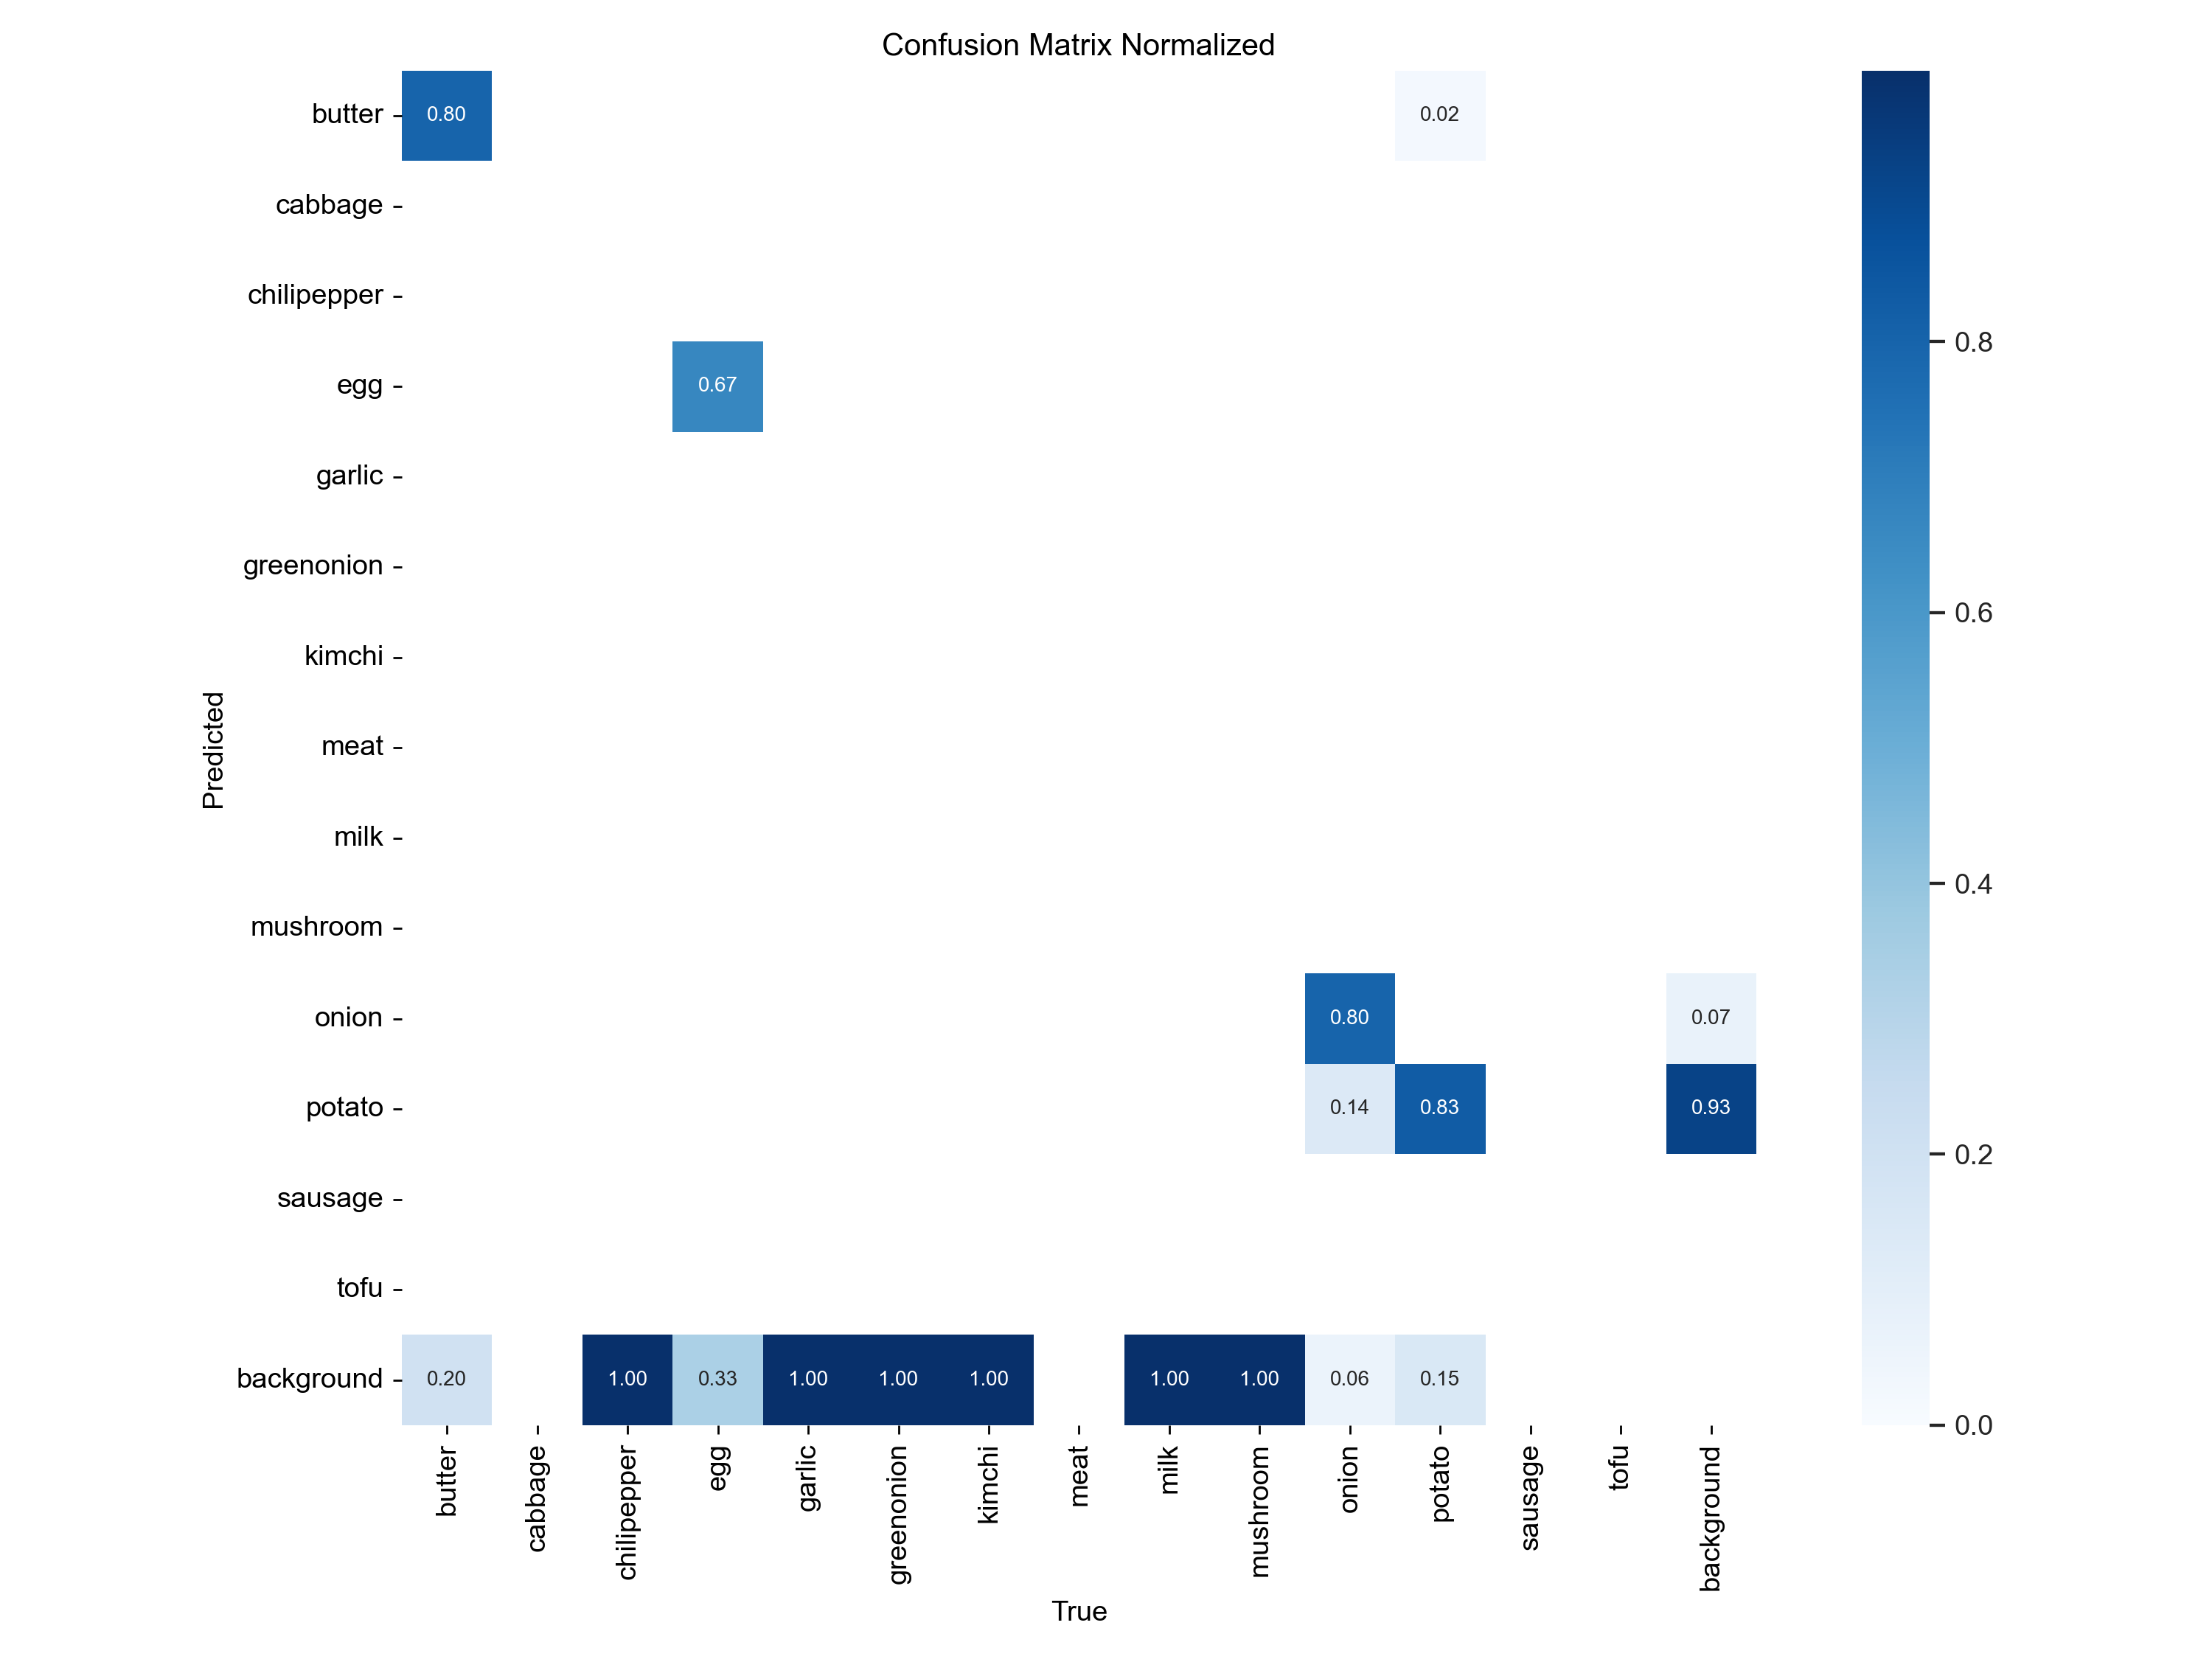 Confusion Matrix Normalized
butter
0.80
0.02
cabbage
chilipepper
0.8
egg
0.67
garlic
greenonion
0.6
kimchi
Predicted
meat
milk
0.4
mushroom
onion
0.80
0.07
potato
0.14
0.83
0.93
0.2
sausage
tofu
background
0.20
1.00
0.33
1.00
1.00
1.00
1.00
1.00
0.06
0.15
0.0
butter
cabbage
chilipepper
egg
garlic
greenonion
kimchi
meat
milk
mushroom
onion
potato
sausage
tofu
background
True